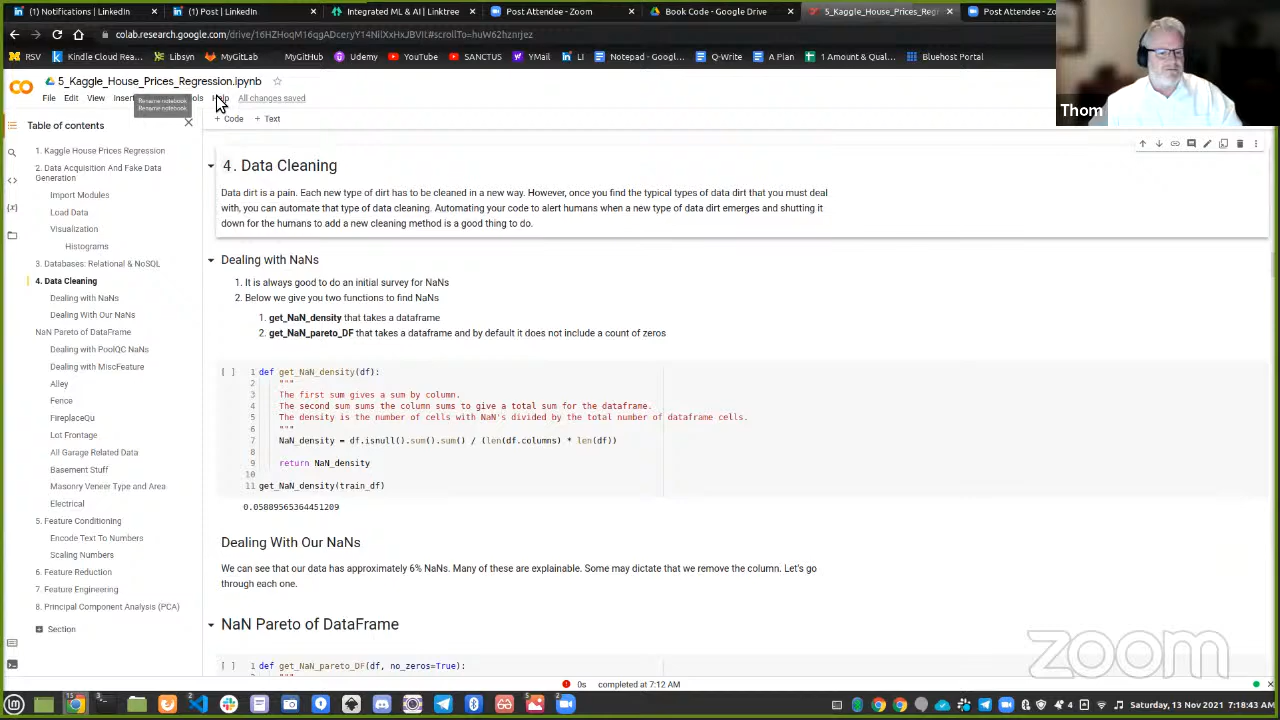 (1) Notifications | LinkedIn
(1) Post | LinkedIn
Integrated ML & AI | Linktree
Post Attendee - Zoom
Book Code - Google Drive
5_Kaggle_House_Prices_Regr
Post Attendee - Zoom
colab.research.google.com/drive/16HZHoqM16qgADceryY14NilXxHxJBVIL#scrollTo=huW62hznrjez
RSV
Kindle Cloud Reade...
Libsyn
MyGitLab
MyGitHub
Udemy
YouTube
SANCTUS
YMail
LI
Notepad - Googl...
Q-Write
A Plan
1 Amount & Qual...
Bluehost Portal
5_Kaggle_House_Prices_Regression.ipynb
File Edit View Insert Help All changes saved
Rename notebook
Rename notebook
+ Code + Text
Table of contents
1. Kaggle House Prices Regression
2. Data Acquisition And Fake Data
Generation
Import Modules
Load Data
Visualization
Histograms
3. Databases: Relational & NoSQL
4. Data Cleaning
Dealing with NaNs
Dealing With Our NaNs
NaN Pareto of DataFrame
Dealing with PoolQC NaNs
Dealing with MiscFeature
Alley
Fence
FireplaceQu
Lot Frontage
All Garage Related Data
Basement Stuff
Masonry Veneer Type and Area
Electrical
5. Feature Conditioning
Encode Text To Numbers
Scaling Numbers
6. Feature Reduction
7. Feature Engineering
8. Principal Component Analysis (PCA)
Section
4. Data Cleaning
Data dirt is a pain. Each new type of dirt has to be cleaned in a new way. However, once you find the typical types of data dirt that you must deal
with, you can automate that type of data cleaning. Automating your code to alert humans when a new type of data dirt emerges and shutting it
down for the humans to add a new cleaning method is a good thing to do.
Dealing with NaNs
1. It is always good to do an initial survey for NaNs
2. Below we give you two functions to find NaNs
1. get_NaN_density that takes a dataframe
2. get_NaN_pareto_DF that takes a dataframe and by default it does not include a count of zeros
[ ] 1 def get_NaN_density(df):
2 """
3 The first sum gives a sum by column.
4 The second sum sums the column sums to give a total sum for the dataframe.
5 The density is the number of cells with NaN's divided by the total number of dataframe cells.
6 """
7 NaN_density = df.isnull().sum().sum() / (len(df.columns) * len(df))
8
9 return NaN_density
10
11 get_NaN_density(train_df)
0.05889565364451209
Dealing With Our NaNs
We can see that our data has approximately 6% NaNs. Many of these are explainable. Some may dictate that we remove the column. Let's go
through each one.
NaN Pareto of DataFrame
[ ] 1 def get_NaN_pareto_DF(df, no_zeros=True):
0s completed at 7:12 AM
Thom
zoom
Saturday, 13 Nov 2021 7:18:43 AM